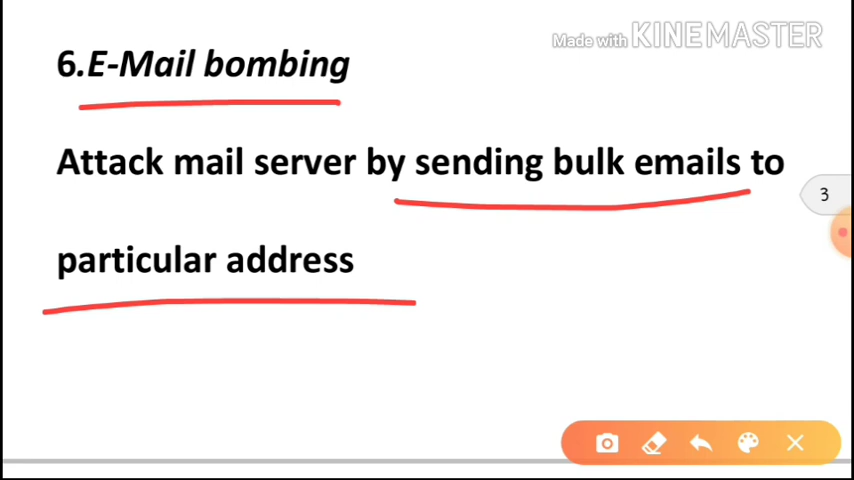 Made with KINEMASTER
6.E-Mail bombing
Attack mail server by sending bulk emails to
3
particular address